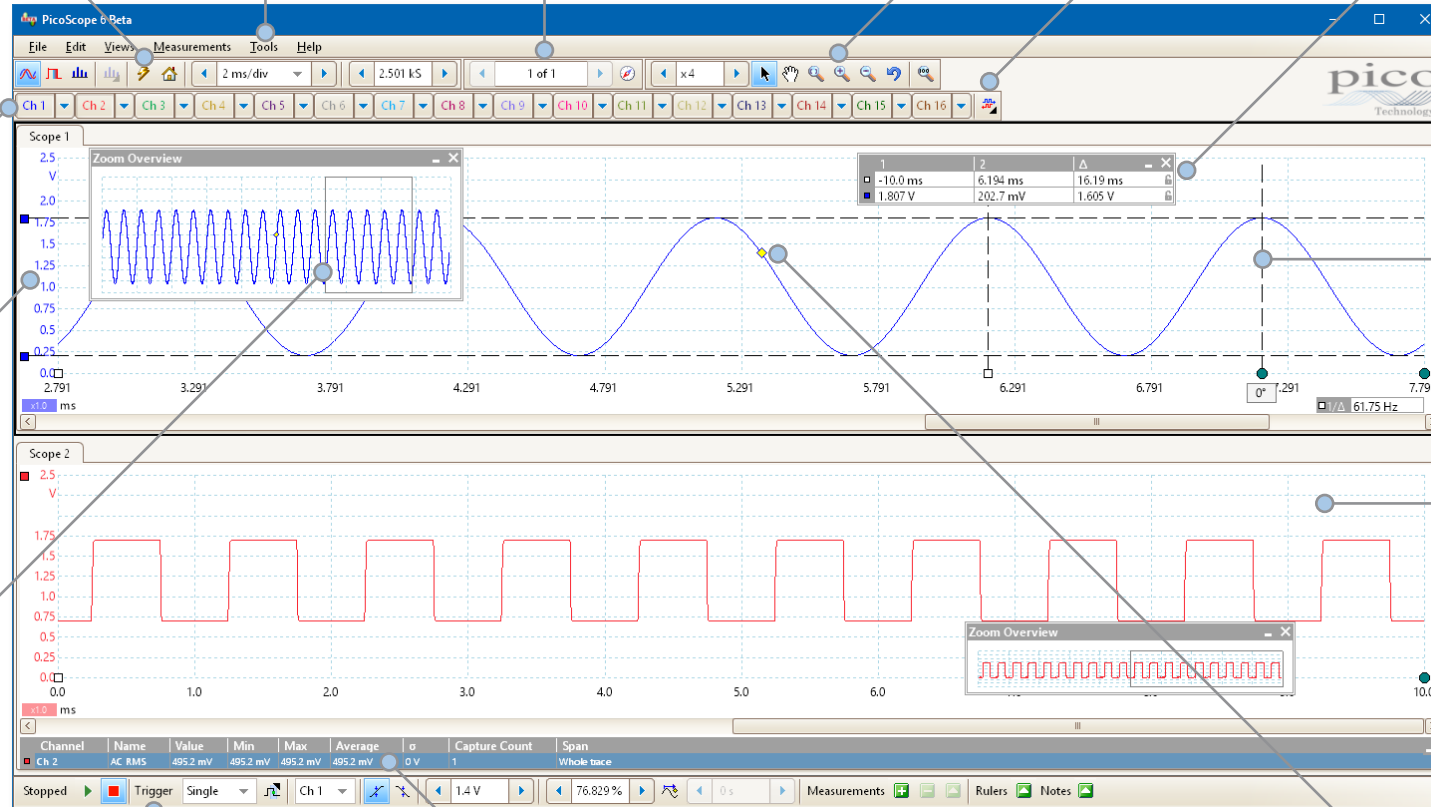 PicoScope 6 Beta
File Edit Views Measurements Tools Help
2 ms/div 2.501 kS 1 of 1 x4
pico
Technology
Ch 1 Ch 2 Ch 3 Ch 4 Ch 5 Ch 6 Ch 7 Ch 8 Ch 9 Ch 10 Ch 11 Ch 12 Ch 13 Ch 14 Ch 15 Ch 16
Scope 1
Zoom Overview
1 2 Δ
-10.0 ms 6.194 ms 16.19 ms
1.807 V 202.7 mV 1.605 V
2.5
V
2.0
1.75
1.5
1.25
1.0
0.75
0.5
0.25
0.0
2.791 3.291 3.791 4.291 4.791 5.291 5.791 6.291 6.791 7.291 7.79
0°
x1.0 ms
1/Δ 61.75 Hz
Scope 2
2.5
V
1.75
1.5
1.25
1.0
0.75
0.5
0.25
0.0
Zoom Overview
0.0 1.0 2.0 3.0 4.0 5.0 6.0 10.0
x1.0 ms
Channel Name Value Min Max Average σ Capture Count Span
Ch 2 AC RMS 495.2 mV 495.2 mV 495.2 mV 495.2 mV 0 V 1 Whole trace
Stopped Trigger Single Ch 1 1.4 V 76.829 % 0 s Measurements Rulers Notes